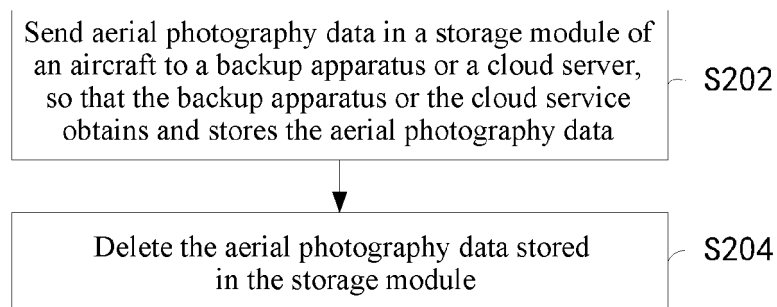 Send aerial photography data in a storage module of
an aircraft to a backup apparatus or a cloud server,
so that the backup apparatus or the cloud service
obtains and stores the aerial photography data
S202
Delete the aerial photography data stored
in the storage module
S204